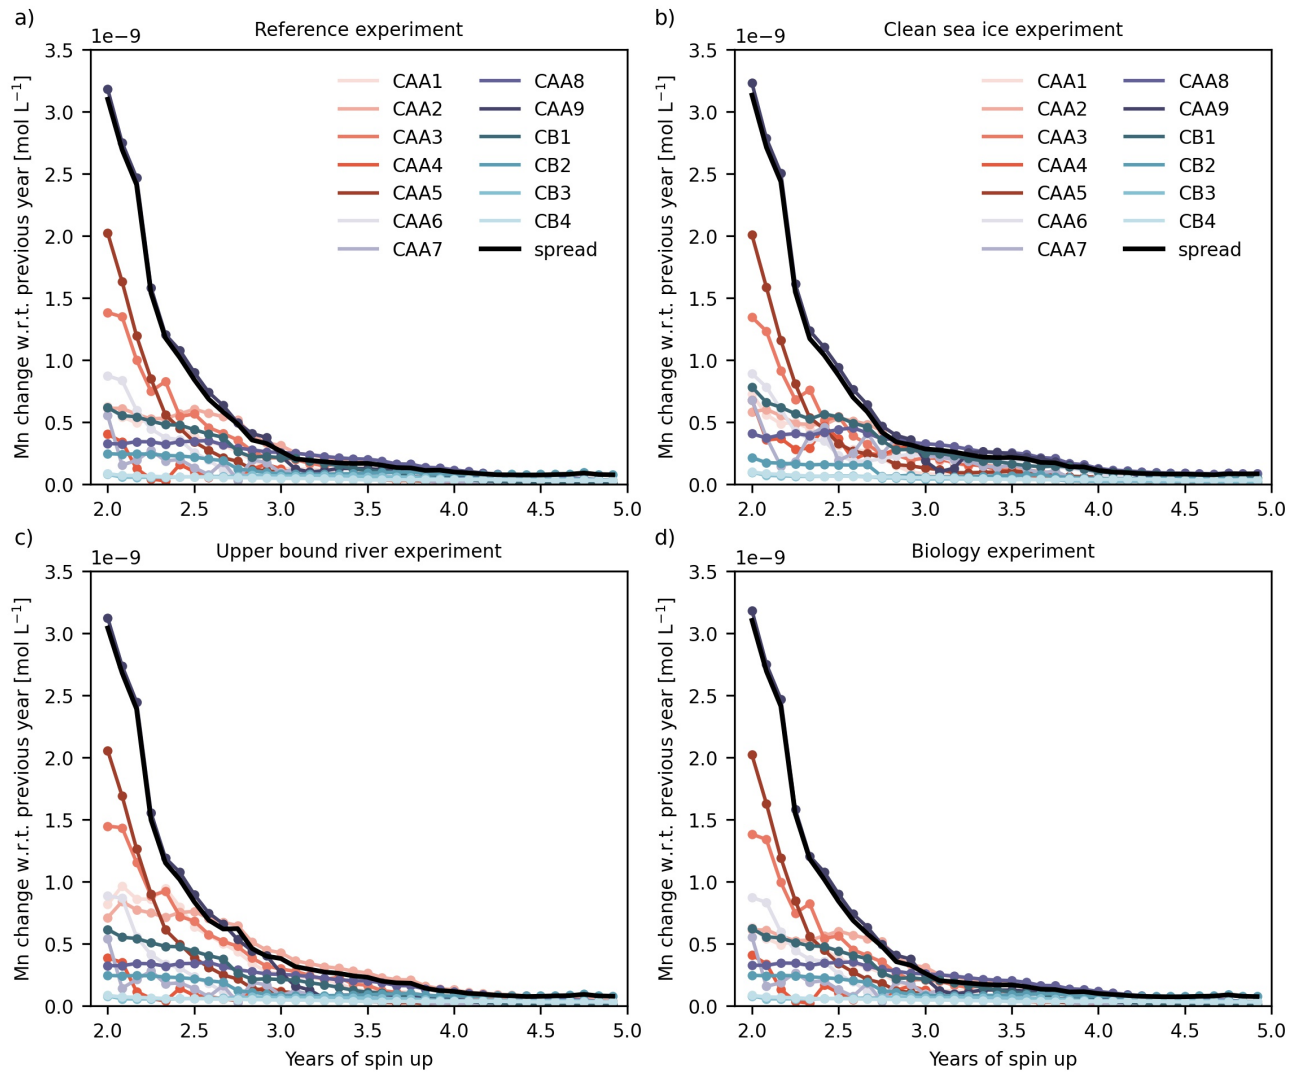 a)
Reference experiment
1e−9
Mn change w.r.t. previous year [mol L⁻¹]
3.5
3.0
2.5
2.0
1.5
1.0
0.5
0.0
CAA1
CAA2
CAA3
CAA4
CAA5
CAA6
CAA7
CAA8
CAA9
CB1
CB2
CB3
CB4
spread
2.0 2.5 3.0 3.5 4.0 4.5 5.0
b)
Clean sea ice experiment
1e−9
Mn change w.r.t. previous year [mol L⁻¹]
3.5
3.0
2.5
2.0
1.5
1.0
0.5
0.0
CAA1
CAA2
CAA3
CAA4
CAA5
CAA6
CAA7
CAA8
CAA9
CB1
CB2
CB3
CB4
spread
2.0 2.5 3.0 3.5 4.0 4.5 5.0
c)
Upper bound river experiment
1e−9
Mn change w.r.t. previous year [mol L⁻¹]
3.5
3.0
2.5
2.0
1.5
1.0
0.5
0.0
2.0 2.5 3.0 3.5 4.0 4.5 5.0
Years of spin up
d)
Biology experiment
1e−9
Mn change w.r.t. previous year [mol L⁻¹]
3.5
3.0
2.5
2.0
1.5
1.0
0.5
0.0
2.0 2.5 3.0 3.5 4.0 4.5 5.0
Years of spin up